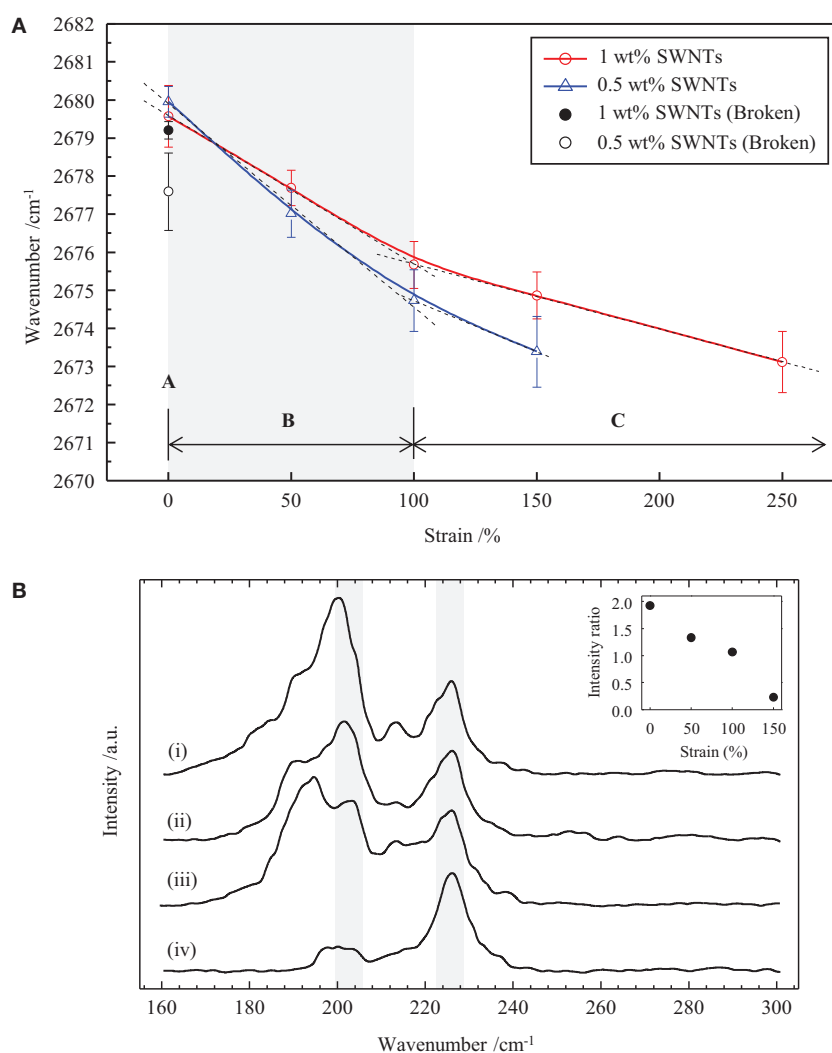 A
2682
2681
2680
2679
2678
2677
2676
2675
2674
2673
2672
2671
2670
Wavenumber /cm-1
1 wt% SWNTs
0.5 wt% SWNTs
1 wt% SWNTs (Broken)
0.5 wt% SWNTs (Broken)
A
B
C
0 50 100 150 200 250
Strain /%
B
Intensity /a.u.
(i)
(ii)
(iii)
(iv)
Intensity ratio
2.0
1.5
1.0
0.5
0.0
0 50 100 150
Strain (%)
160 180 200 220 240 260 280 300
Wavenumber /cm-1